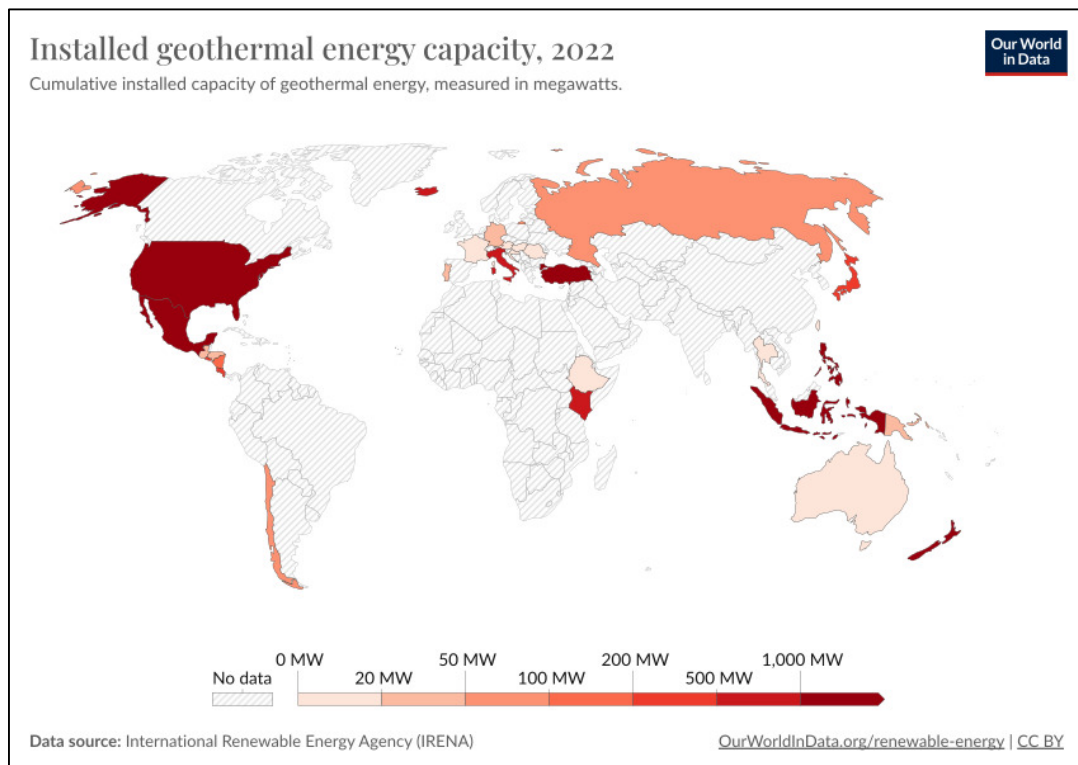 Installed geothermal energy capacity, 2022
Our World
in Data
Cumulative installed capacity of geothermal energy, measured in megawatts.
0 MW 50 MW 200 MW 1,000 MW
No data 20 MW 100 MW 500 MW
Data source: International Renewable Energy Agency (IRENA) OurWorldInData.org/renewable-energy | CC BY